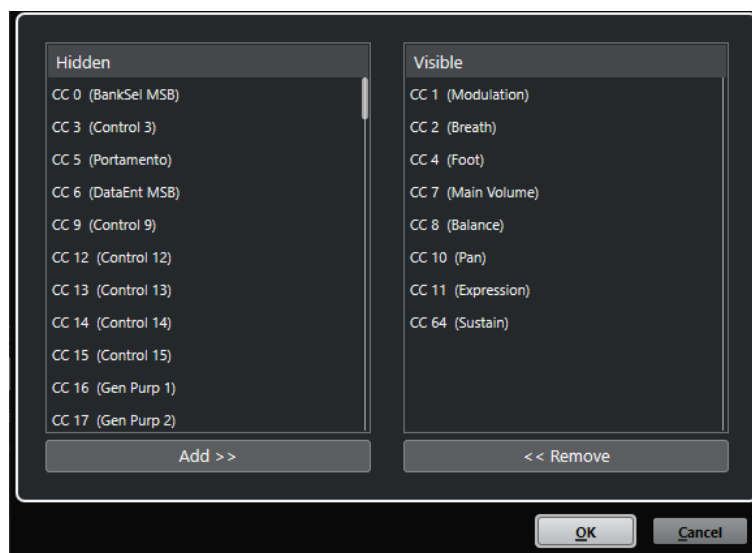 Hidden
CC 0 (BankSel MSB)
CC 3 (Control 3)
CC 5 (Portamento)
CC 6 (DataEnt MSB)
CC 9 (Control 9)
CC 12 (Control 12)
CC 13 (Control 13)
CC 14 (Control 14)
CC 15 (Control 15)
CC 16 (Gen Purp 1)
CC 17 (Gen Purp 2)
Add >>
Visible
CC 1 (Modulation)
CC 2 (Breath)
CC 4 (Foot)
CC 7 (Main Volume)
CC 8 (Balance)
CC 10 (Pan)
CC 11 (Expression)
CC 64 (Sustain)
<< Remove
OK
Cancel